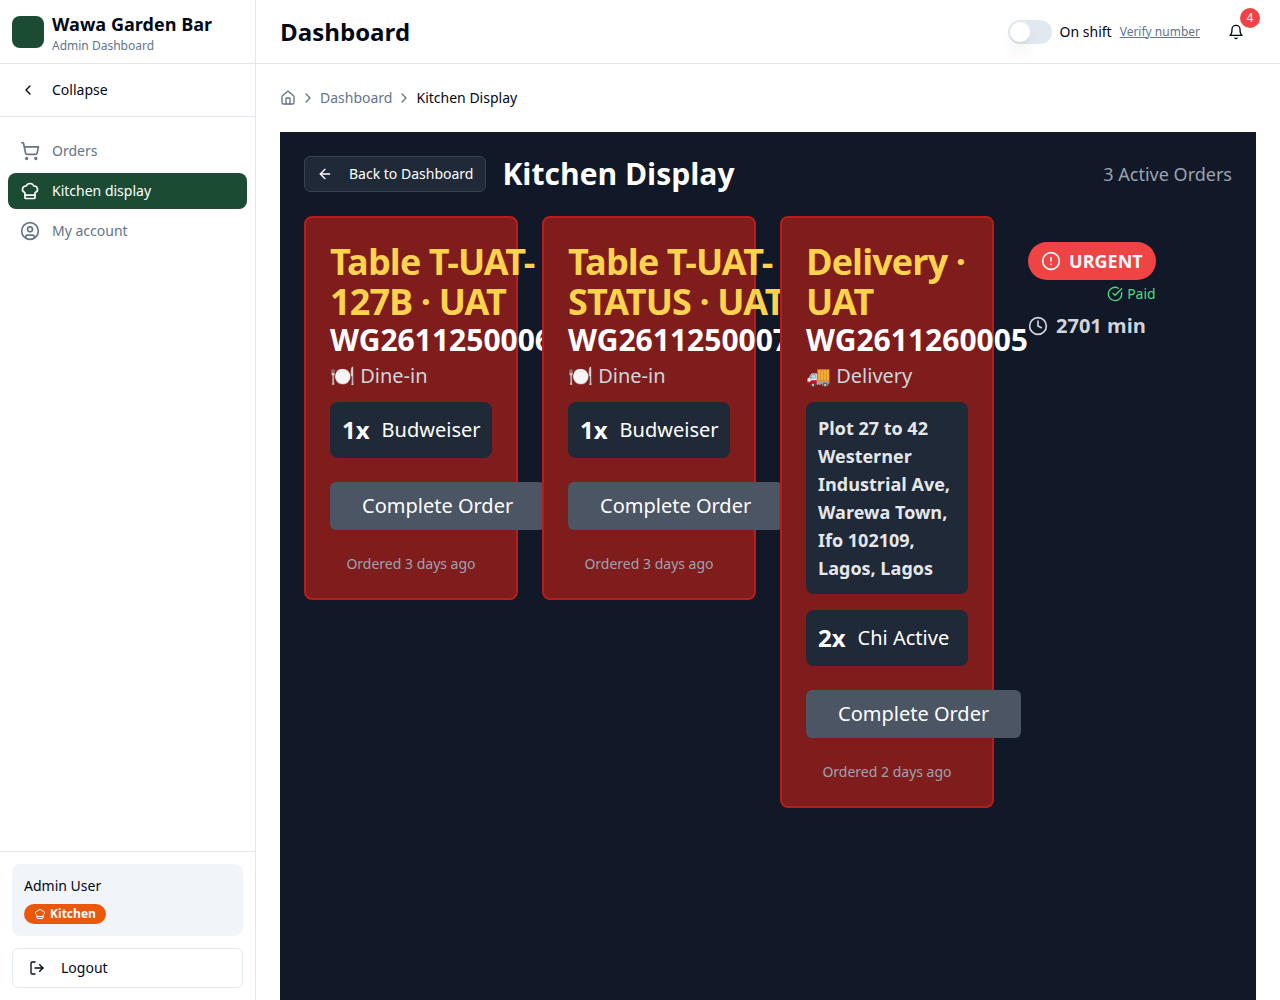 Wawa Garden Bar
Admin Dashboard
Collapse
Orders
Kitchen display
My account
Admin User
Kitchen
Logout
Dashboard
On shift
Verify number
4
Dashboard
Kitchen Display
Back to Dashboard
Kitchen Display
3 Active Orders
Table T-UAT-
127B · UAT
WG2611250006
Dine-in
1x Budweiser
Complete Order
Ordered 3 days ago
Table T-UAT-
STATUS · UAT
WG2611250007
Dine-in
1x Budweiser
Complete Order
Ordered 3 days ago
Delivery ·
UAT
WG2611260005
Delivery
Plot 27 to 42
Westerner
Industrial Ave,
Warewa Town,
Ifo 102109,
Lagos, Lagos
2x Chi Active
Complete Order
Ordered 2 days ago
URGENT
Paid
2701 min